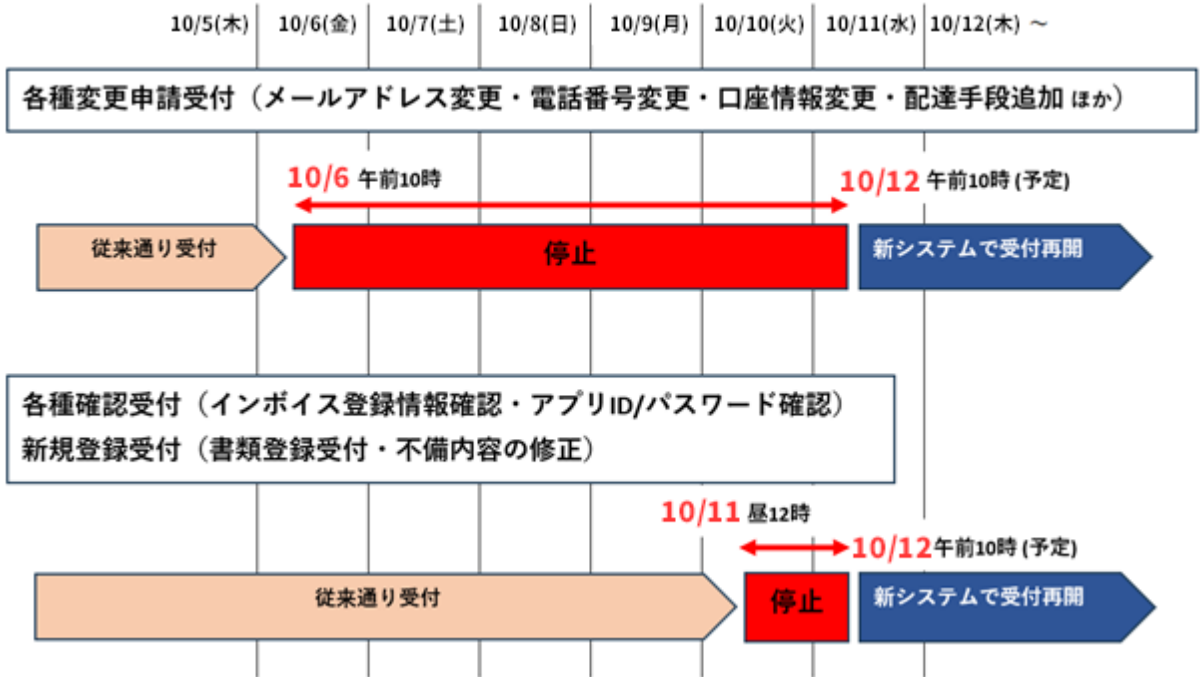 10/5(木) 10/6(金) 10/7(土) 10/8(日) 10/9(月) 10/10(火) 10/11(水) 10/12(木) ～
各種変更申請受付（メールアドレス変更・電話番号変更・口座情報変更・配達手段追加 ほか）
10/6 午前10時
10/12 午前10時 (予定)
従来通り受付
停止
新システムで受付再開
各種確認受付（インボイス登録情報確認・アプリID/パスワード確認）
新規登録受付（書類登録受付・不備内容の修正）
10/11 昼12時
10/12 午前10時 (予定)
従来通り受付
停止
新システムで受付再開